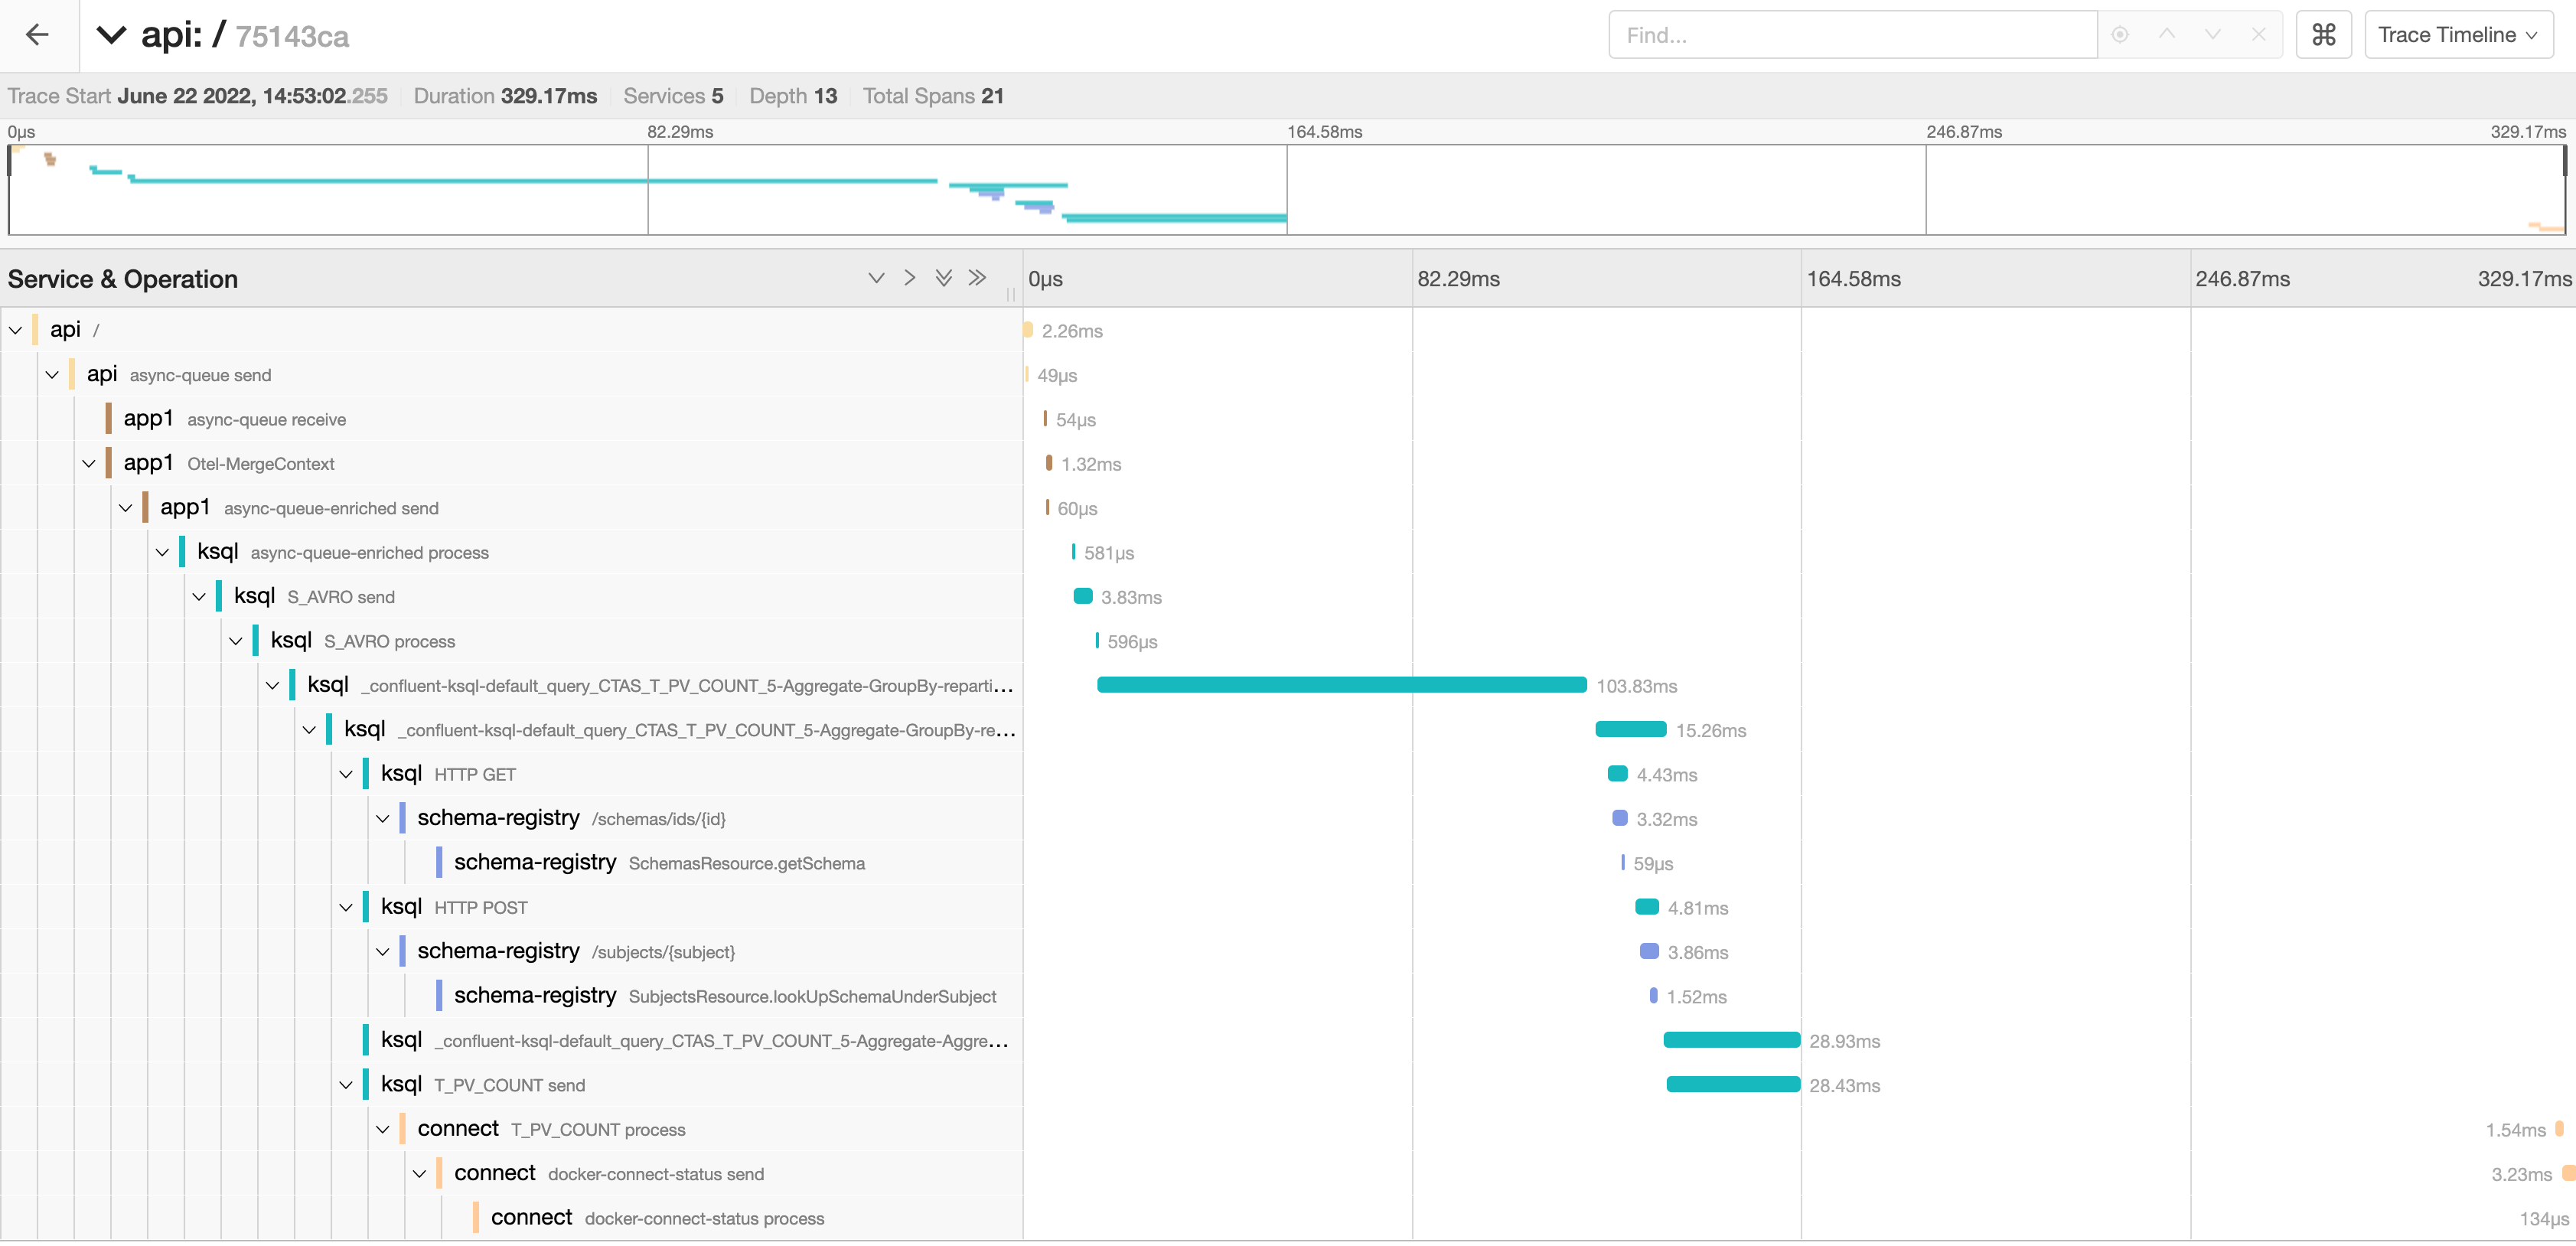 api: / 75143ca Find... ⌘ Trace Timeline
Trace Start June 22 2022, 14:53:02.255 Duration 329.17ms Services 5 Depth 13 Total Spans 21
0μs 82.29ms 164.58ms 246.87ms 329.17ms
Service & Operation 0μs 82.29ms 164.58ms 246.87ms 329.17ms
api / 2.26ms
api async-queue send 49μs
app1 async-queue receive 54μs
app1 Otel-MergeContext 1.32ms
app1 async-queue-enriched send 60μs
ksql async-queue-enriched process 581μs
ksql S_AVRO send 3.83ms
ksql S_AVRO process 596μs
ksql _confluent-ksql-default_query_CTAS_T_PV_COUNT_5-Aggregate-GroupBy-reparti... 103.83ms
ksql _confluent-ksql-default_query_CTAS_T_PV_COUNT_5-Aggregate-GroupBy-re... 15.26ms
ksql HTTP GET 4.43ms
schema-registry /schemas/ids/{id} 3.32ms
schema-registry SchemasResource.getSchema 59μs
ksql HTTP POST 4.81ms
schema-registry /subjects/{subject} 3.86ms
schema-registry SubjectsResource.lookUpSchemaUnderSubject 1.52ms
ksql _confluent-ksql-default_query_CTAS_T_PV_COUNT_5-Aggregate-Aggre... 28.93ms
ksql T_PV_COUNT send 28.43ms
connect T_PV_COUNT process 1.54ms
connect docker-connect-status send 3.23ms
connect docker-connect-status process 134μs